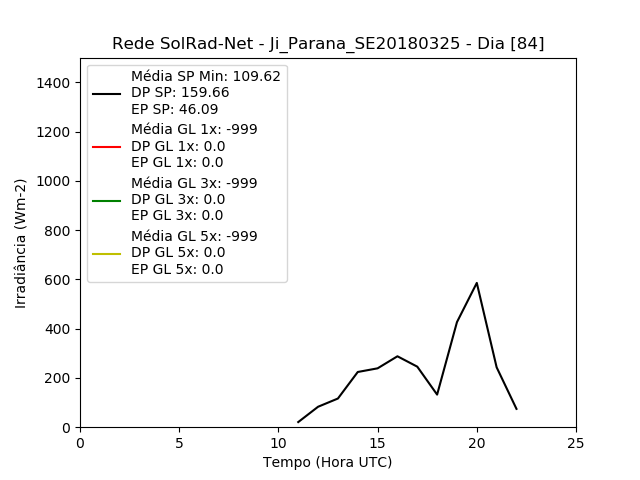 Rede SolRad-Net - Ji_Parana_SE20180325 - Dia [84]
Irradiância (Wm-2)
1400
1200
1000
800
600
400
200
0
Média SP Min: 109.62
DP SP: 159.66
EP SP: 46.09
Média GL 1x: -999
DP GL 1x: 0.0
EP GL 1x: 0.0
Média GL 3x: -999
DP GL 3x: 0.0
EP GL 3x: 0.0
Média GL 5x: -999
DP GL 5x: 0.0
EP GL 5x: 0.0
0 5 10 15 20 25
Tempo (Hora UTC)